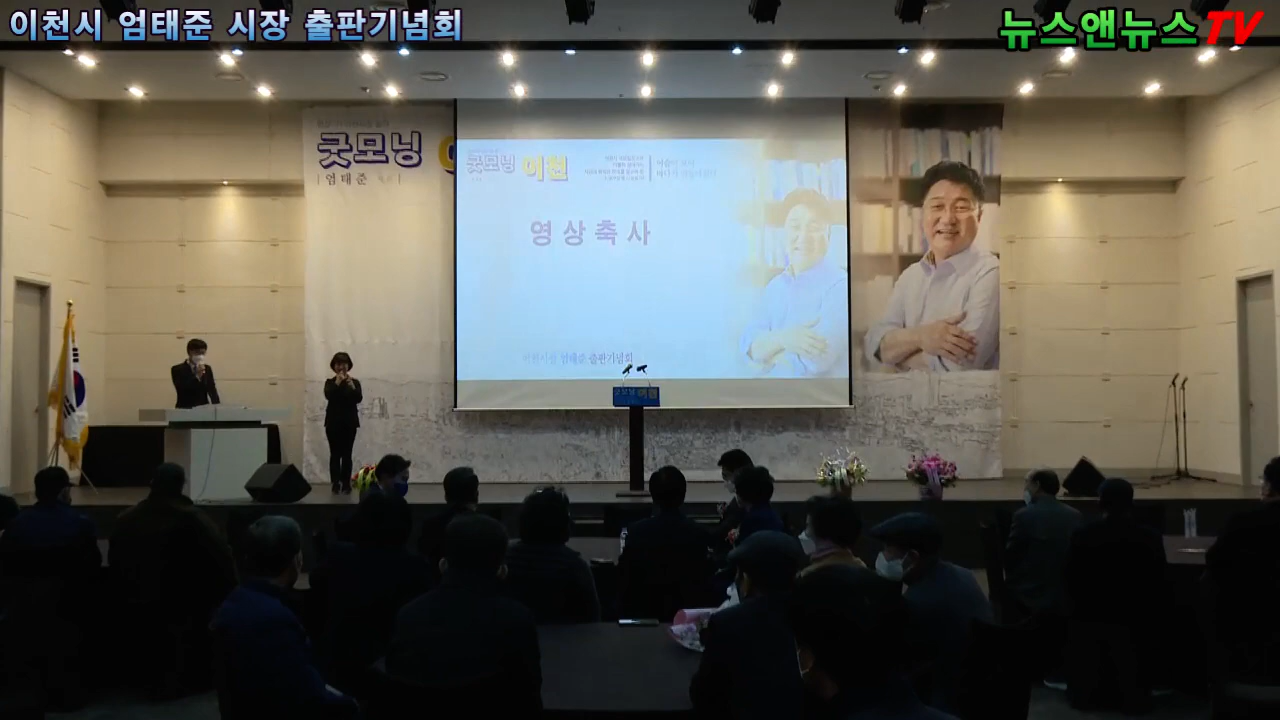 이천시 엄태준 시장 출판기념회
뉴스앤뉴스TV
굿모닝
엄태준
굿모닝 이천
영상축사
이천시장 엄태준 출판기념회
굿모닝 이천